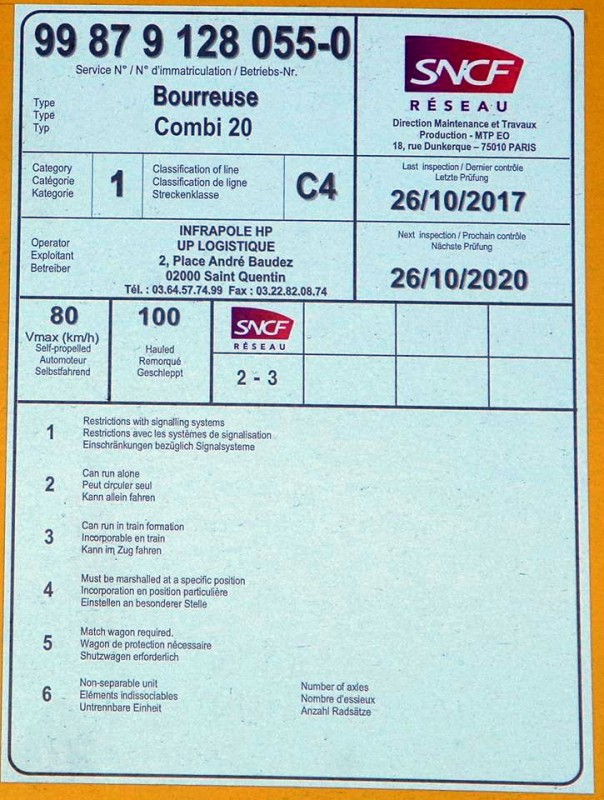 99 87 9 128 055-0
Service N° / N° d'immatriculation / Betriebs-Nr.
Type
Type
Typ
Bourreuse
Combi 20
SNCF
RÉSEAU
Direction Maintenance et Travaux
Production - MTP EO
18, rue Dunkerque – 75010 PARIS
Category
Catégorie
Kategorie
1
Classification of line
Classification de ligne
Streckenklasse
C4
Last inspection / Dernier contrôle
Letzte Prüfung
26/10/2017
Operator
Exploitant
Betreiber
INFRAPOLE HP
UP LOGISTIQUE
2, Place André Baudez
02000 Saint Quentin
Tél. : 03.64.57.74.99 Fax : 03.22.82.08.74
Next inspection / Prochain contrôle
Nächste Prüfung
26/10/2020
80
Vmax (km/h)
Self-propelled
Automoteur
Selbstfahrend
100
Hauled
Remorqué
Geschleppt
SNCF
RÉSEAU
2 - 3
1
Restrictions with signalling systems
Restrictions avec les systèmes de signalisation
Einschränkungen bezüglich Signalsysteme
2
Can run alone
Peut circuler seul
Kann allein fahren
3
Can run in train formation
Incorporable en train
Kann im Zug fahren
4
Must be marshalled at a specific position
Incorporation en position particulière
Einstellen an besonderer Stelle
5
Match wagon required.
Wagon de protection nécessaire
Shutzwagen erforderlich
6
Non-separable unit
Eléments indissociables
Untrennbare Einheit
Number of axles
Nombre d'essieux
Anzahl Radsätze